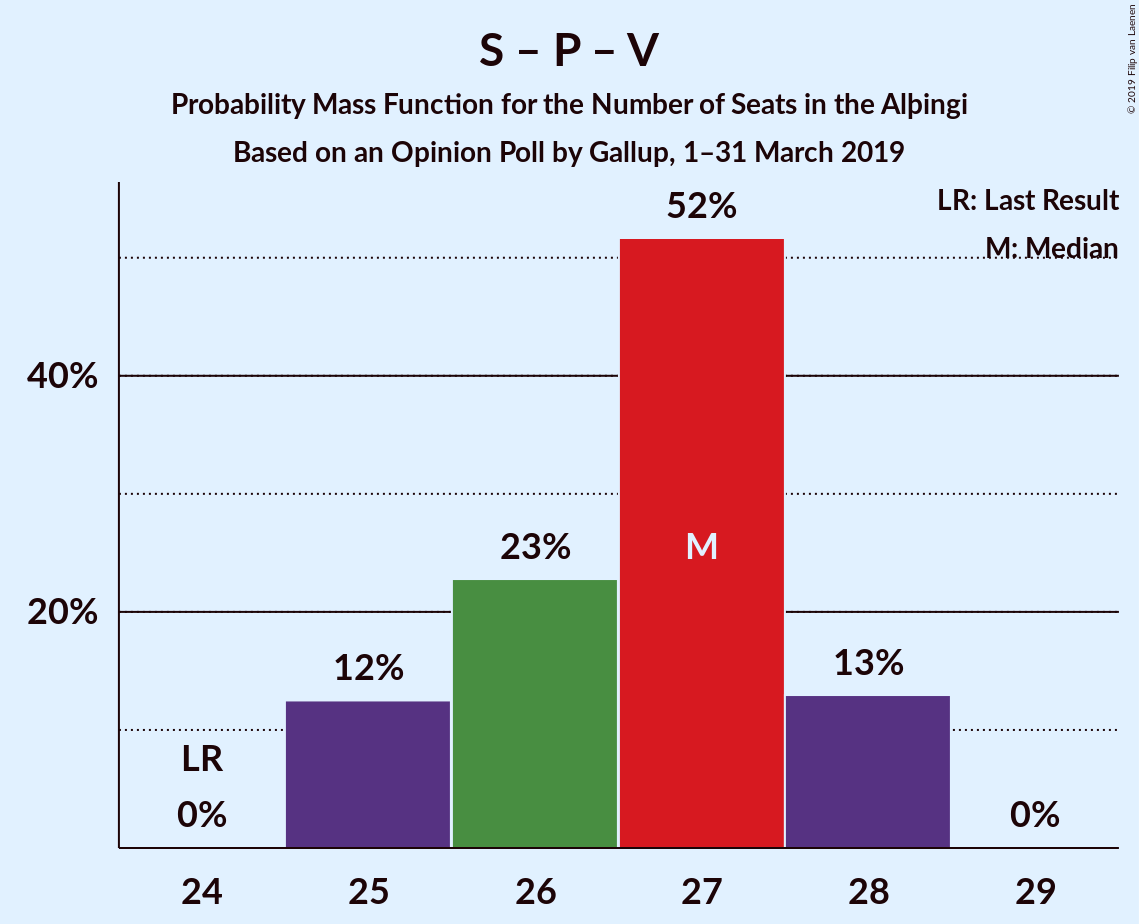 S – P – V
Probability Mass Function for the Number of Seats in the Alþingi
Based on an Opinion Poll by Gallup, 1–31 March 2019
© 2019 Filip van Laenen
LR: Last Result
M: Median
52%
40%
23%
M
20%
12%
13%
LR
0%
0%
24 25 26 27 28 29